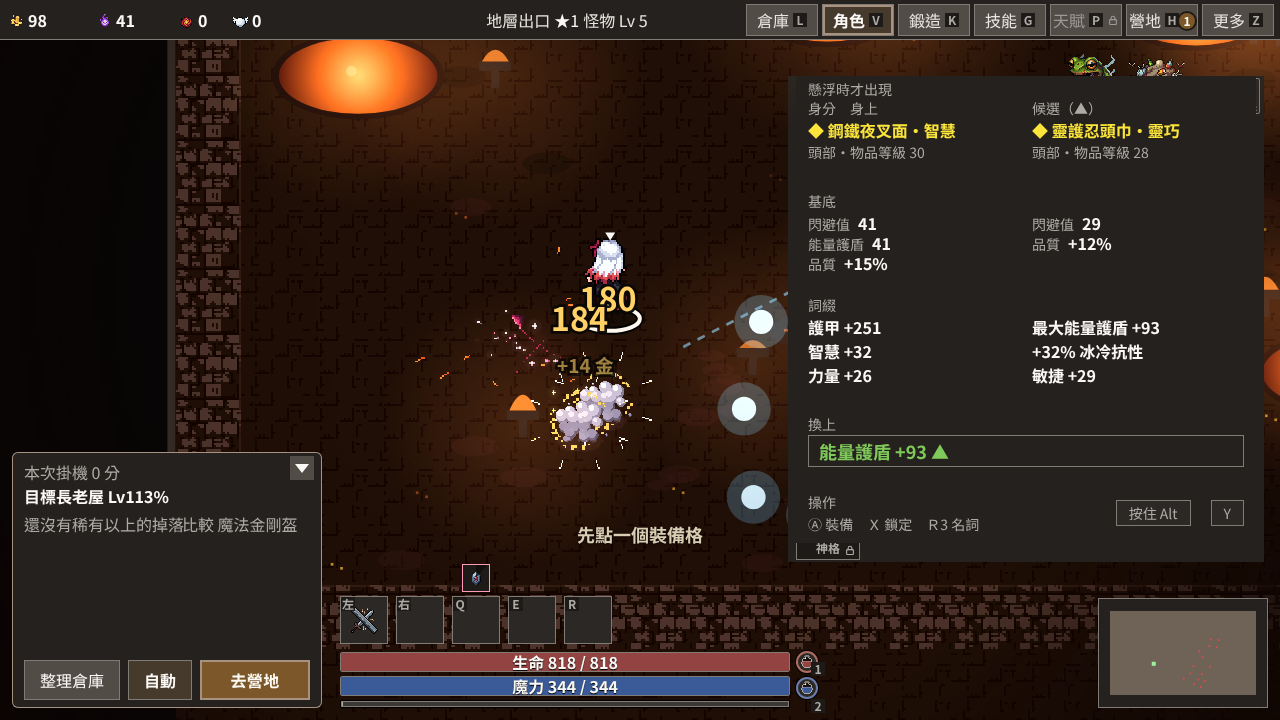 98 41 0 0 地層出口 ★1 怪物 Lv 5 倉庫 L 角色 V 鍛造 K 技能 G 天賦 P 營地 H 1 更多 Z
懸浮時才出現
身分 身上 候選（▲）
◆ 鋼鐵夜叉面・智慧 ◆ 靈護忍頭巾・靈巧
頭部・物品等級 30 頭部・物品等級 28
基底
閃避值 41 閃避值 29
能量護盾 41 品質 +12%
品質 +15%
詞綴
護甲 +251 最大能量護盾 +93
智慧 +32 +32% 冰冷抗性
力量 +26 敏捷 +29
換上
能量護盾 +93 ▲
操作
Ⓐ 裝備 X 鎖定 R3 名詞 按住 Alt Y
神格
180
184
+14 金
先點一個裝備格
本次掛機 0 分 ▼
目標長老屋 Lv113%
還沒有稀有以上的掉落比較 魔法金剛盔
整理倉庫 自動 去營地
左 右 Q E R
生命 818 / 818 1
魔力 344 / 344 2